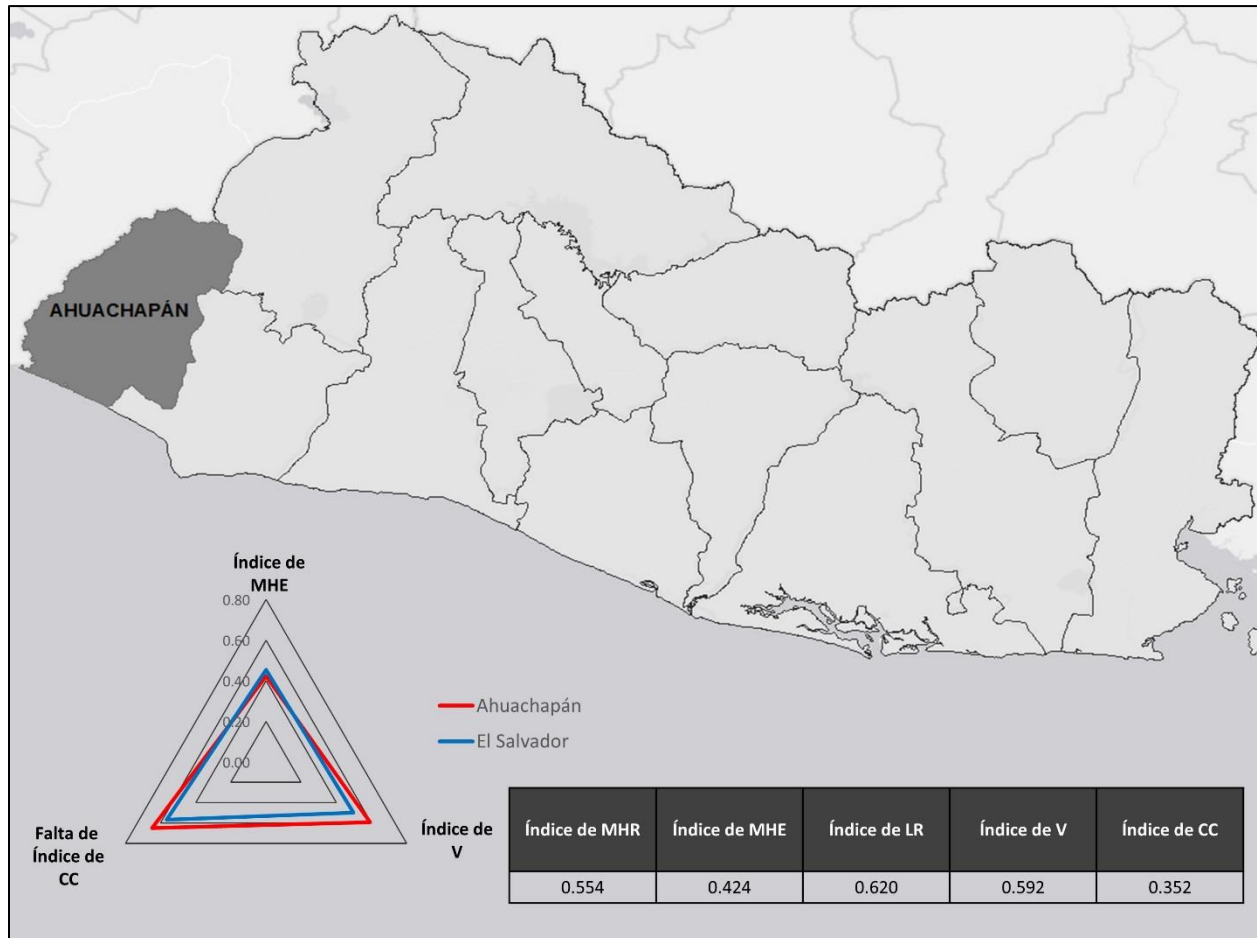 AHUACHAPÁN
Índice de
MHE
0.80
0.60
0.40
0.20
0.00
Ahuachapán
El Salvador
Falta de
Índice de
CC
Índice de
V
Índice de MHR Índice de MHE Índice de LR Índice de V Índice de CC
0.554 0.424 0.620 0.592 0.352